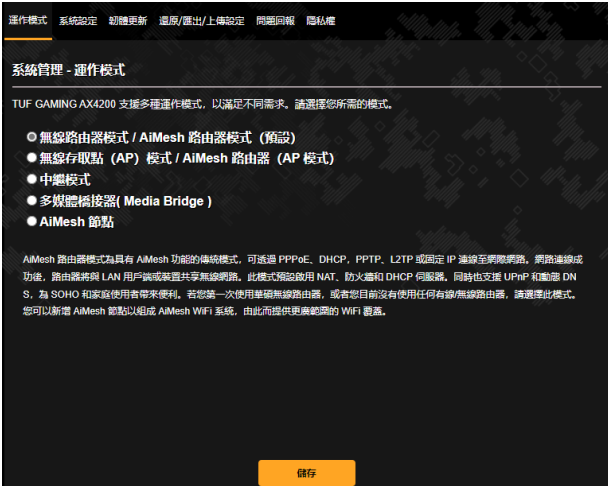 運作模式 系統設定 韌體更新 還原/匯出/上傳設定 問題回報 隱私權
系統管理 - 運作模式
TUF GAMING AX4200 支援多種運作模式，以滿足不同需求。請選擇您所需的模式。
無線路由器模式 / AiMesh 路由器模式（預設）
無線存取點（AP）模式 / AiMesh 路由器（AP 模式）
中繼模式
多媒體橋接器( Media Bridge )
AiMesh 節點
AiMesh 路由器模式為具有 AiMesh 功能的傳統模式，可透過 PPPoE、DHCP，PPTP、L2TP 或固定 IP 連線至網際網路。網路連線成
功後，路由器將與 LAN 用戶端或裝置共享無線網路。此模式預設啟用 NAT、防火牆和 DHCP 伺服器。同時也支援 UPnP 和動態 DN
S，為 SOHO 和家庭使用者帶來便利。若您第一次使用華碩無線路由器，或者您目前沒有使用任何有線/無線路由器，請選擇此模式。
您可以新增 AiMesh 節點以組成 AiMesh WiFi 系統，由此而提供更廣範圍的 WiFi 覆蓋。
儲存